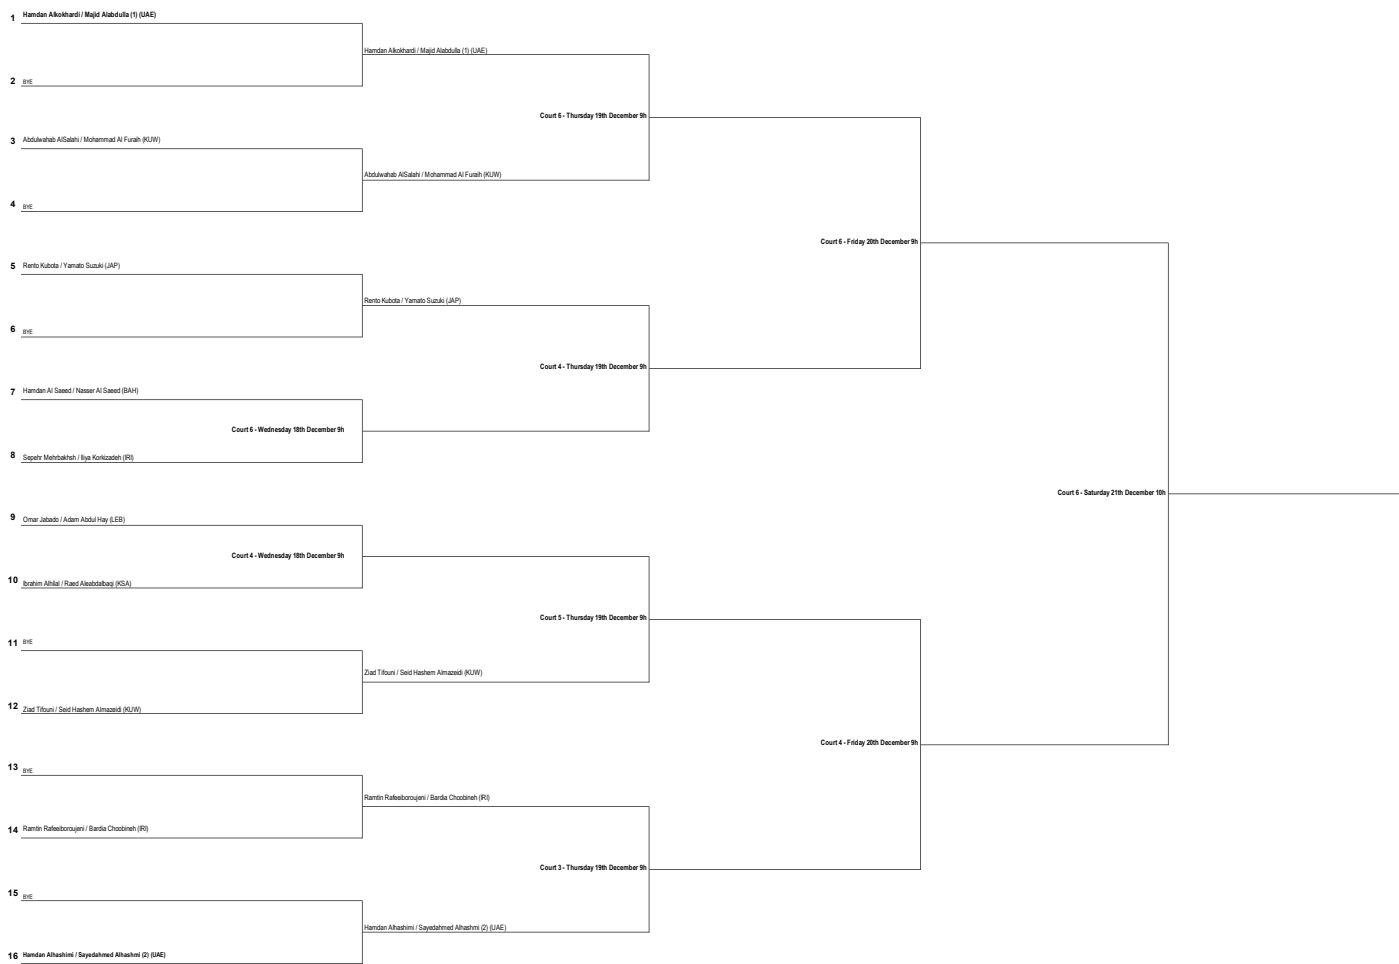 1 Hamdan Alkokhardi / Majid Alabdulla (1) (UAE)
Hamdan Alkokhardi / Majid Alabdulla (1) (UAE)
2 BYE
Court 6 - Thursday 19th December 9h
3 Abdulwahab AlSalahi / Mohammad Al Furaih (KUW)
Abdulwahab AlSalahi / Mohammad Al Furaih (KUW)
4 BYE
Court 6 - Friday 20th December 9h
5 Rento Kubota / Yamato Suzuki (JAP)
Rento Kubota / Yamato Suzuki (JAP)
6 BYE
Court 4 - Thursday 19th December 9h
7 Hamdan Al Saeed / Nasser Al Saeed (BAH)
Court 6 - Wednesday 18th December 9h
8 Sepehr Mehrbakhsh / Iliya Korkizadeh (IRI)
Court 6 - Saturday 21th December 10h
9 Omar Jabado / Adam Abdul Hay (LEB)
Court 4 - Wednesday 18th December 9h
10 Ibrahim Alhilal / Raed Aleabdalbaqi (KSA)
Court 5 - Thursday 19th December 9h
11 BYE
Ziad Tifouni / Seid Hashem Almazeidi (KUW)
12 Ziad Tifouni / Seid Hashem Almazeidi (KUW)
Court 4 - Friday 20th December 9h
13 BYE
Ramtin Rafeeiboroujeni / Bardia Choobineh (IRI)
14 Ramtin Rafeeiboroujeni / Bardia Choobineh (IRI)
Court 3 - Thursday 19th December 9h
15 BYE
Hamdan Alhashimi / Sayedahmed Alhashmi (2) (UAE)
16 Hamdan Alhashimi / Sayedahmed Alhashmi (2) (UAE)